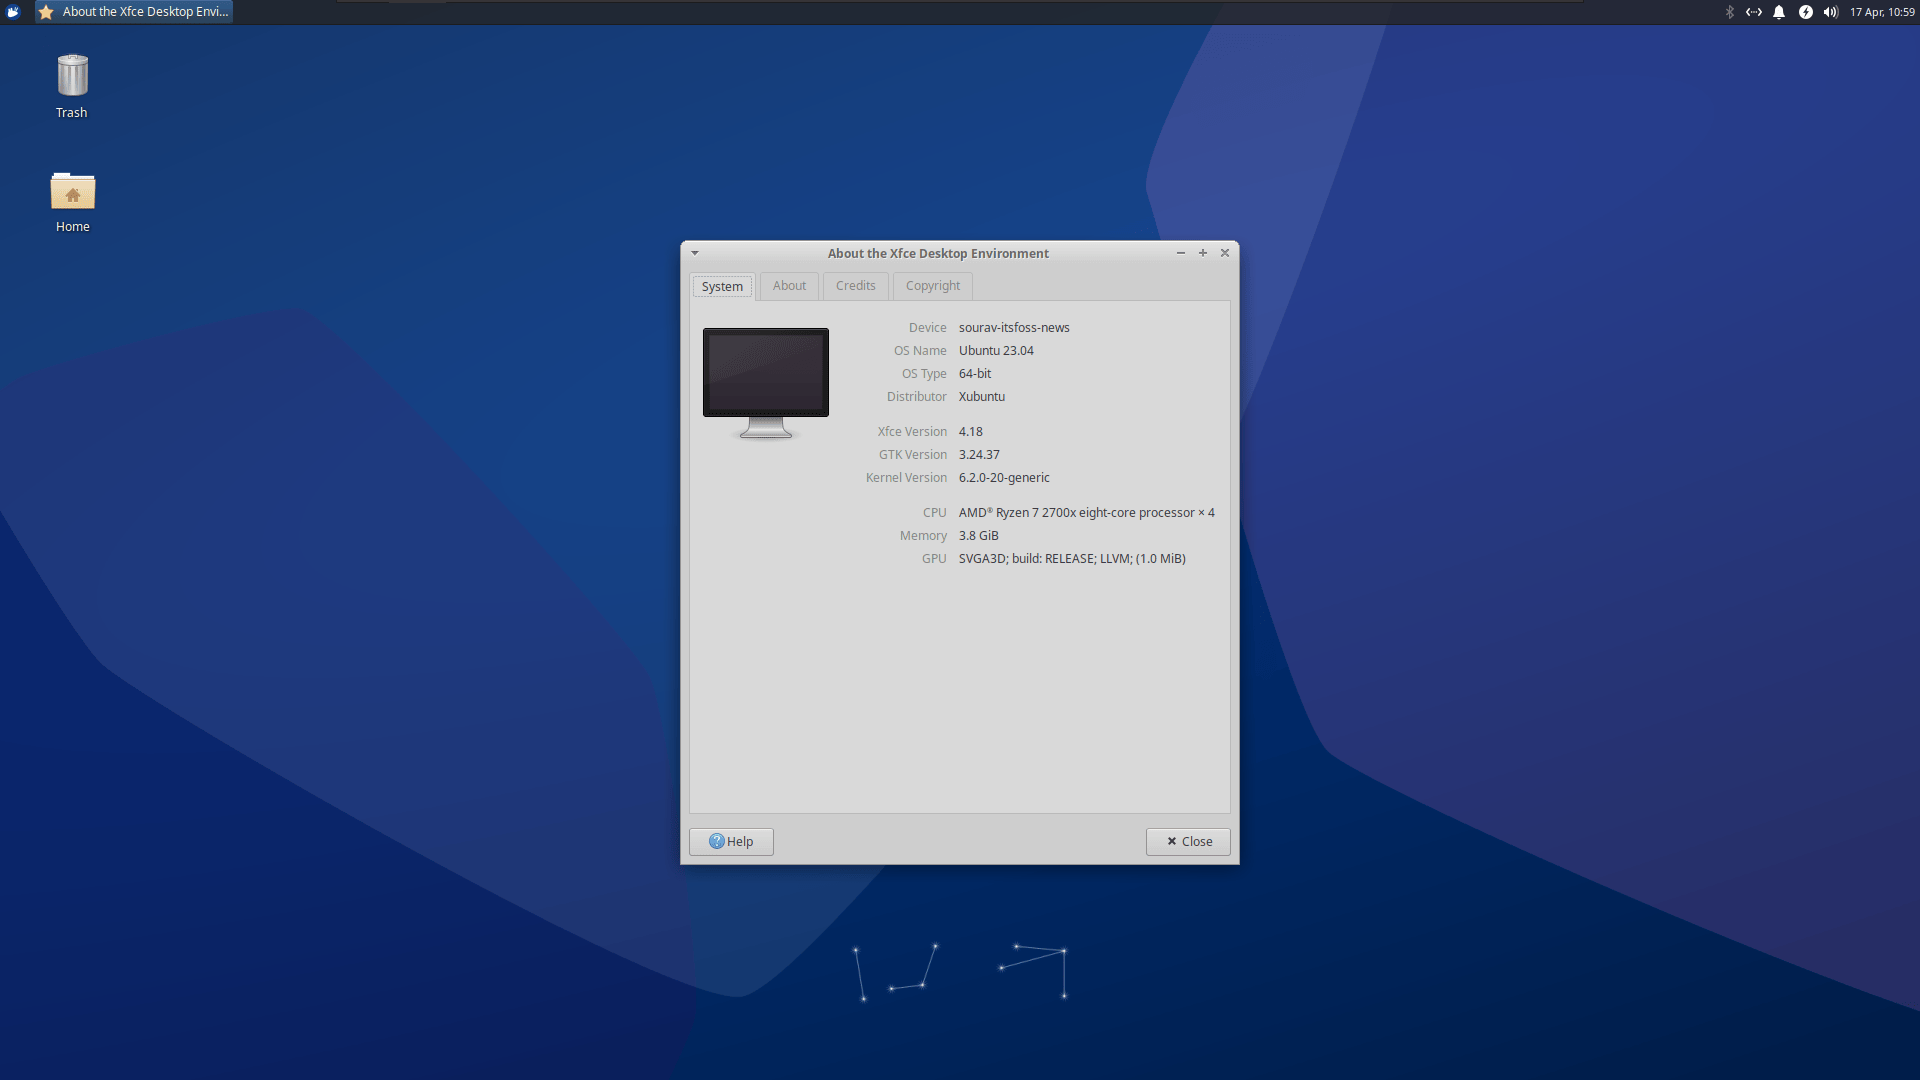 About the Xfce Desktop Envi...
17 Apr, 10:59
Trash
Home
About the Xfce Desktop Environment
System About Credits Copyright
Device sourav-itsfoss-news
OS Name Ubuntu 23.04
OS Type 64-bit
Distributor Xubuntu
Xfce Version 4.18
GTK Version 3.24.37
Kernel Version 6.2.0-20-generic
CPU AMD® Ryzen 7 2700x eight-core processor × 4
Memory 3.8 GiB
GPU SVGA3D; build: RELEASE; LLVM; (1.0 MiB)
Help
Close